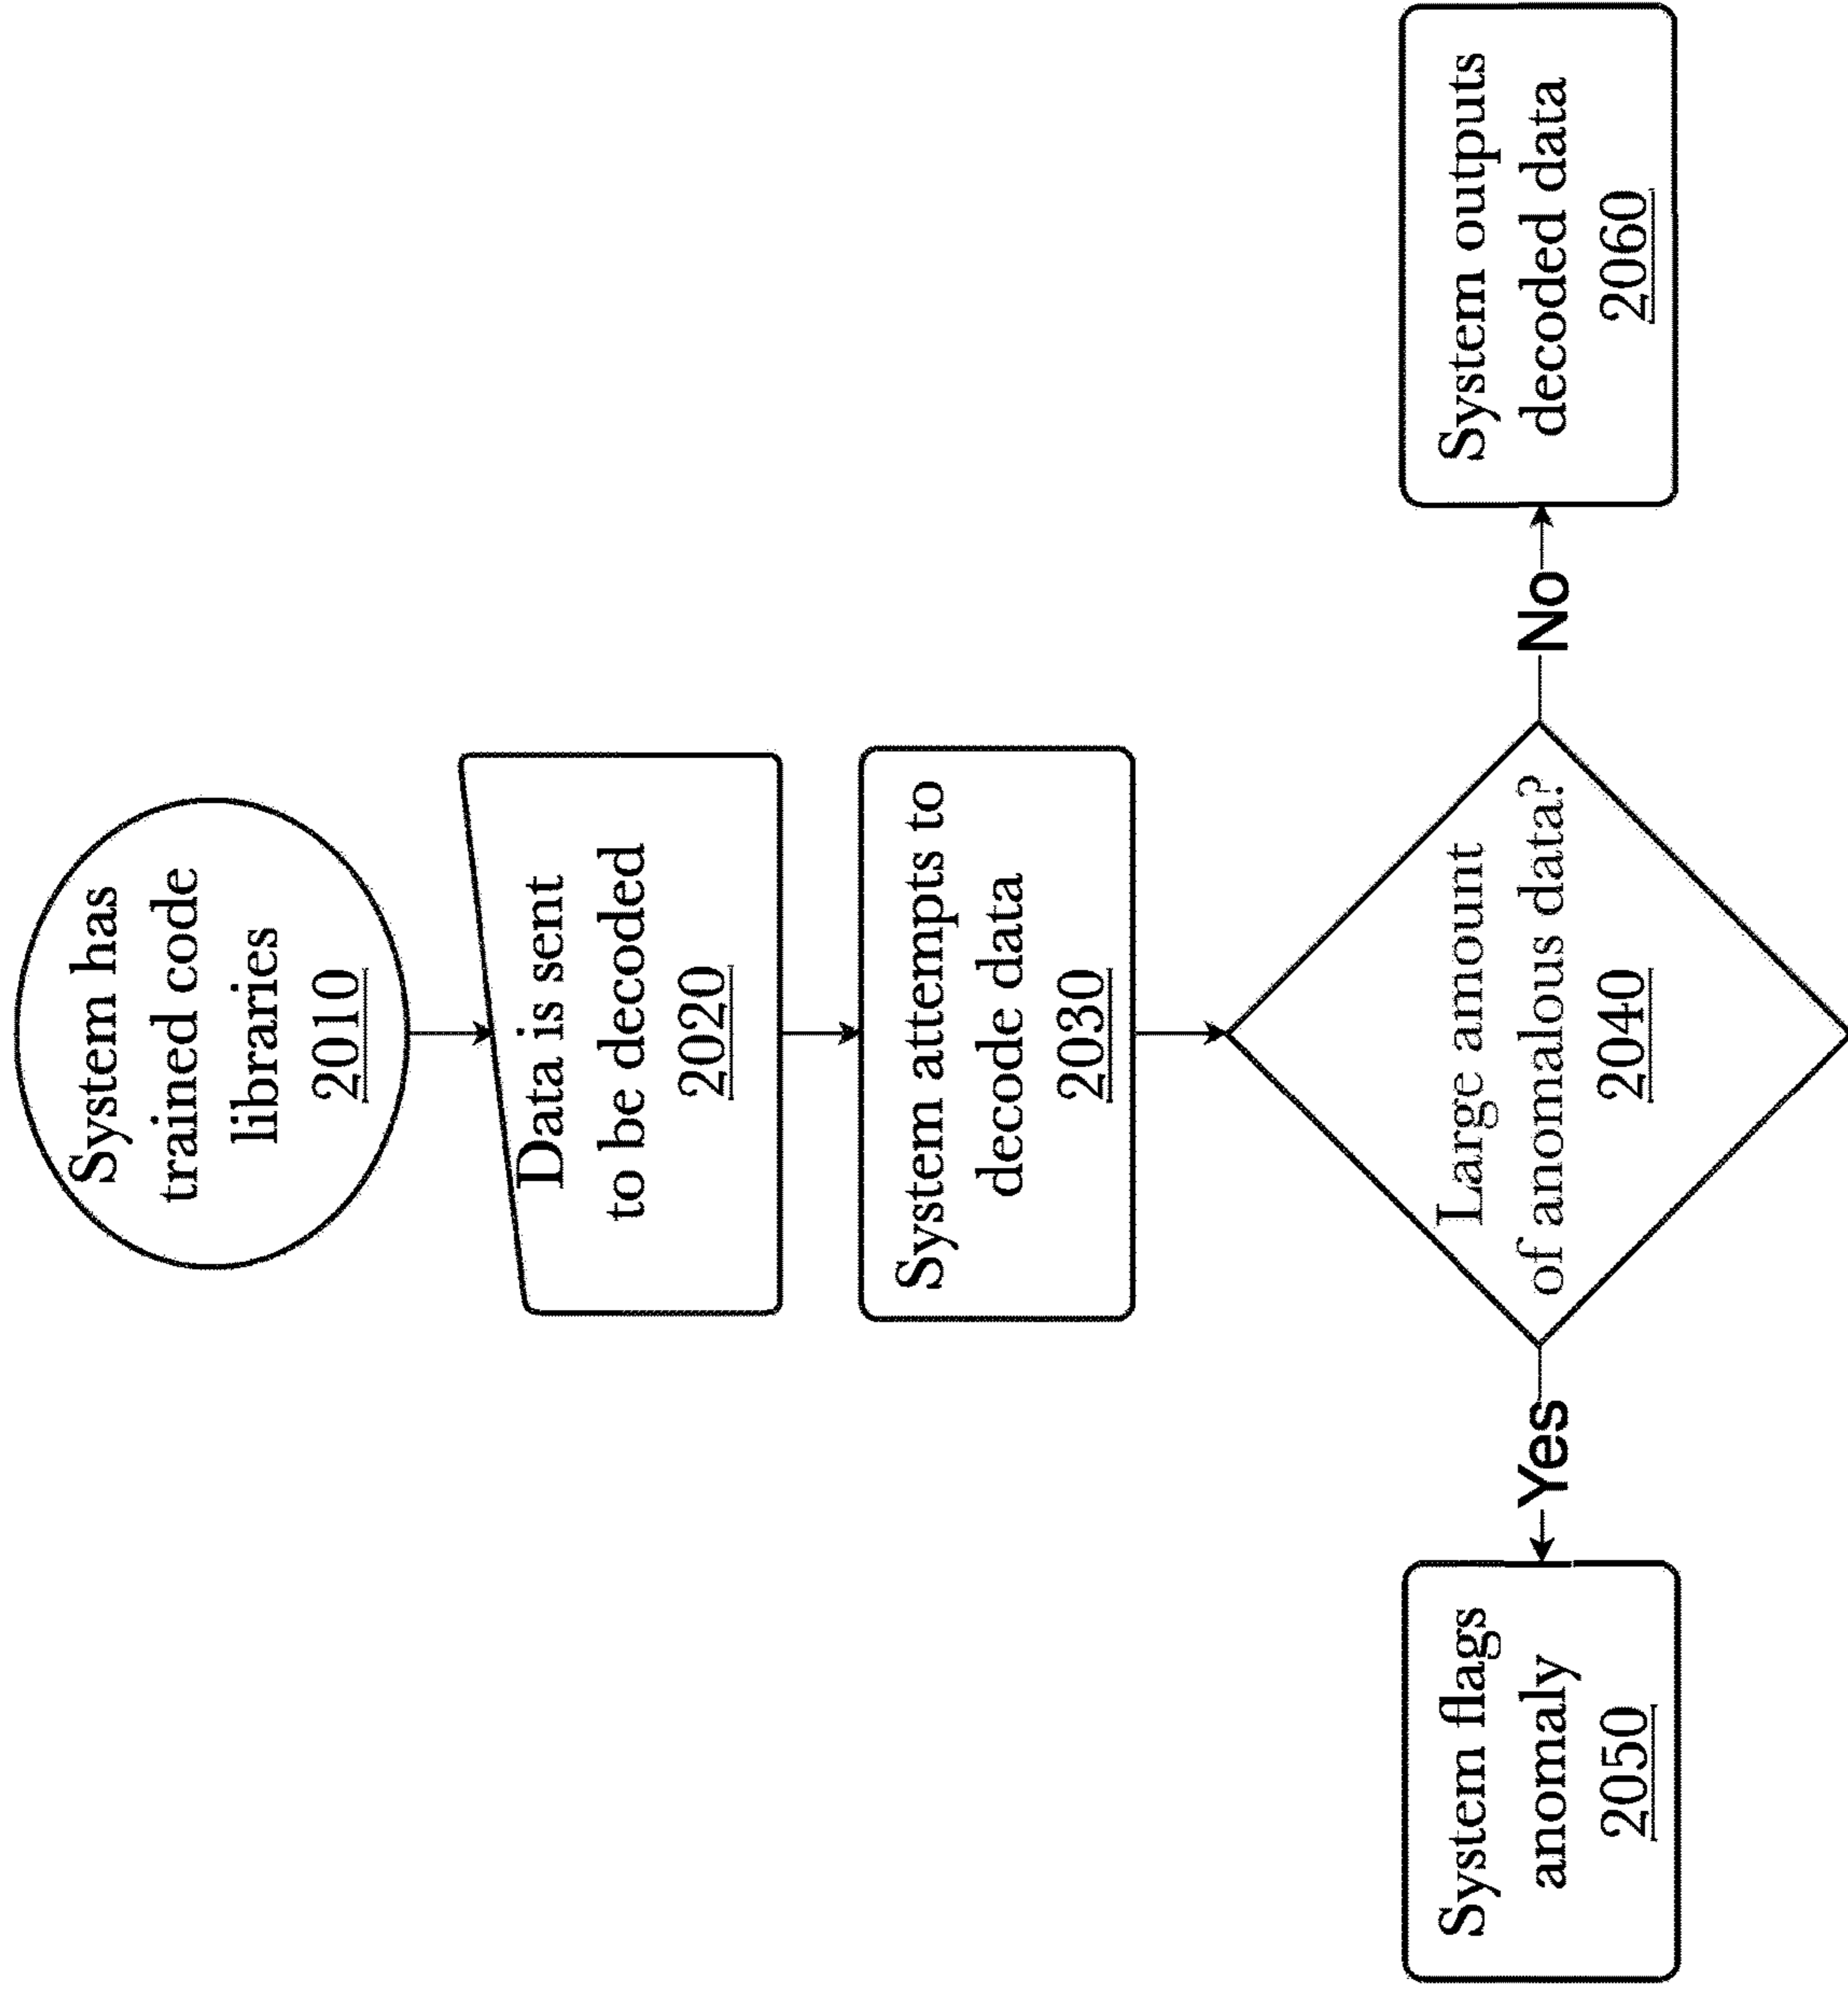 System has
trained code
libraries
2010
Data is sent
to be decoded
2020
System attempts to
decode data
2030
Large amount
of anomalous data?
2040
Yes
No
System flags
anomaly
2050
System outputs
decoded data
2060